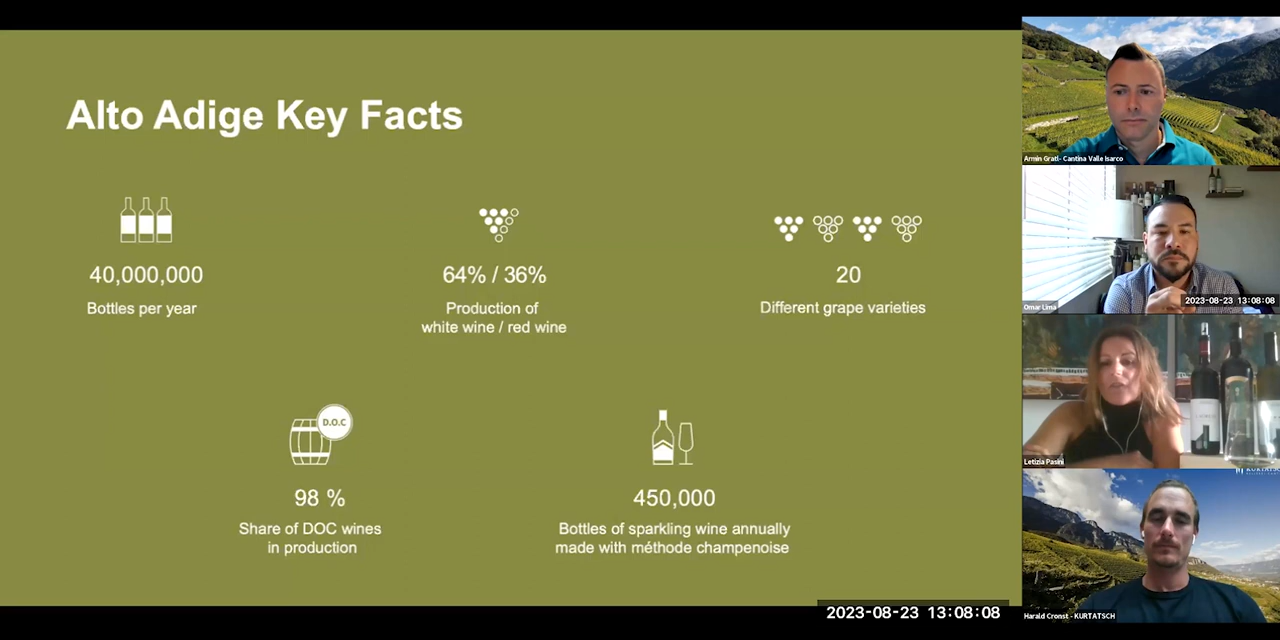 Alto Adige Key Facts
40,000,000
Bottles per year
64% / 36%
Production of
white wine / red wine
20
Different grape varieties
D.O.C
98 %
Share of DOC wines
in production
450,000
Bottles of sparkling wine annually
made with méthode champenoise
2023-08-23 13:08:08
Armin Gratl- Cantina Valle Isarco
Omar Lima
2023-08-23 13:08:08
Letizia Pasini
KURTATSCH
Harald Cronst - KURTATSCH